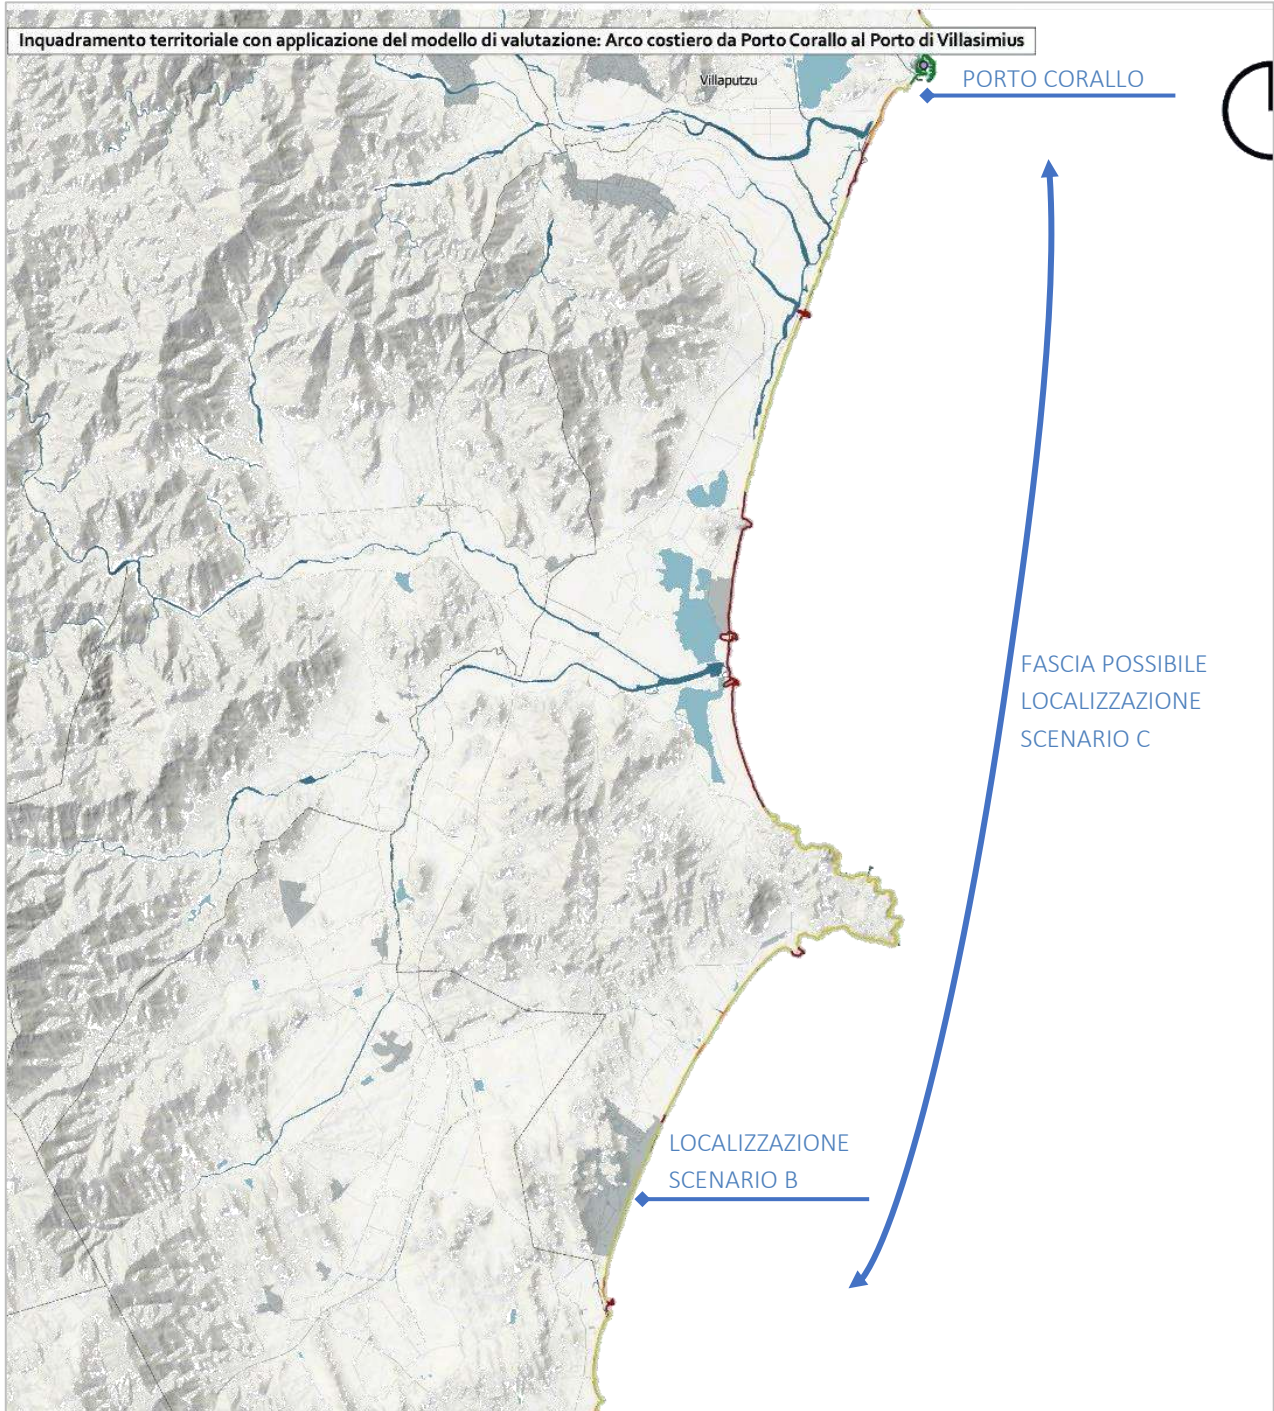 Inquadramento territoriale con applicazione del modello di valutazione: Arco costiero da Porto Corallo al Porto di Villasimius
Villaputzu
PORTO CORALLO
FASCIA POSSIBILE
LOCALIZZAZIONE
SCENARIO C
LOCALIZZAZIONE
SCENARIO B